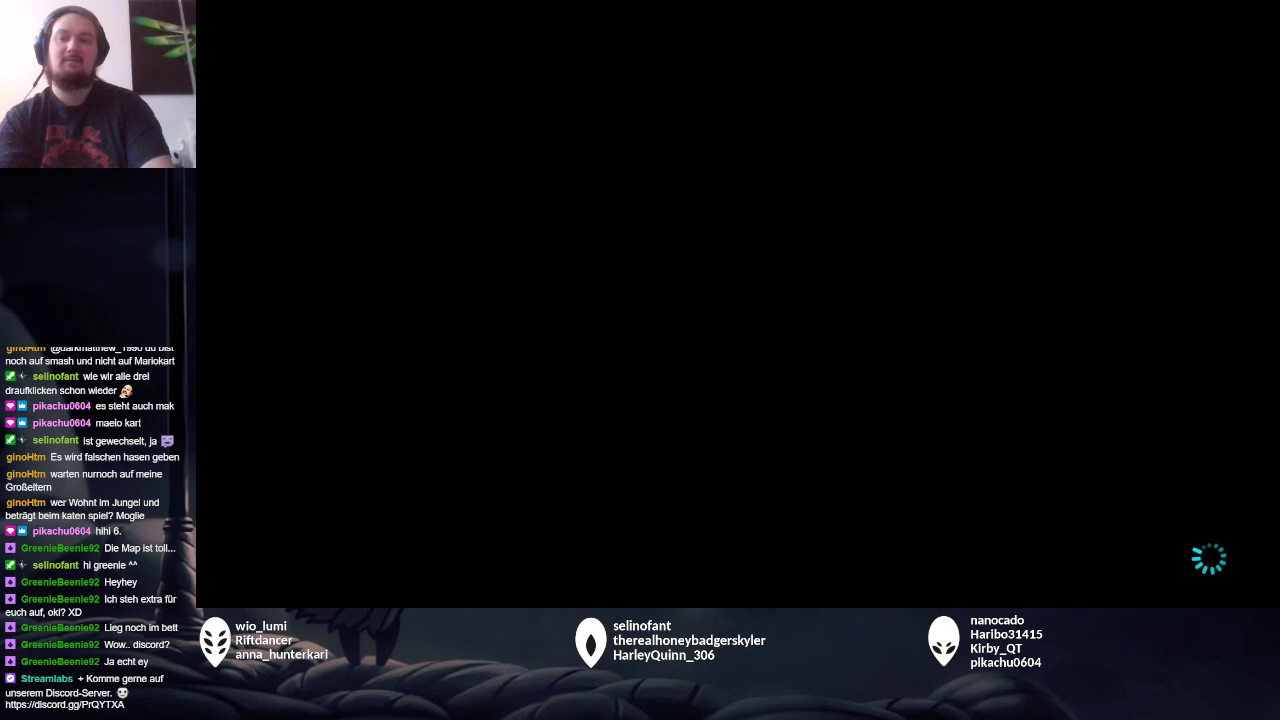 ginoHtm @darkmatthew_1990 du bist
noch auf smash und nicht auf Mariokart
selinofant wie wir alle drei
draufklicken schon wieder
pikachu0604 es steht auch mak
pikachu0604 maeio kart
selinofant ist gewechselt, ja
ginoHtm Es wird falschen hasen geben
ginoHtm warten nurnoch auf meine
Großeltern
ginoHtm wer Wohnt im Jungel und
beträgt beim katen spiel? Moglie
pikachu0604 hihi 6.
GreenieBeenie92 Die Map ist toll...
selinofant hi greenie ^^
GreenieBeenie92 Heyhey
GreenieBeenie92 Ich steh extra für
euch auf, okl? XD
GreenieBeenie92 Lieg noch im bett
GreenieBeenie92 Wow.. discord?
GreenieBeenie92 Ja echt ey
Streamlabs + Komme gerne auf
unserem Discord-Server.
https://discord.gg/PrQYTXA
wio_lumi
Riftdancer
anna_hunterkari
selinofant
therealhoneybadgerskyler
HarleyQuinn_306
nanocado
Haribo31415
Kirby_QT
pikachu0604